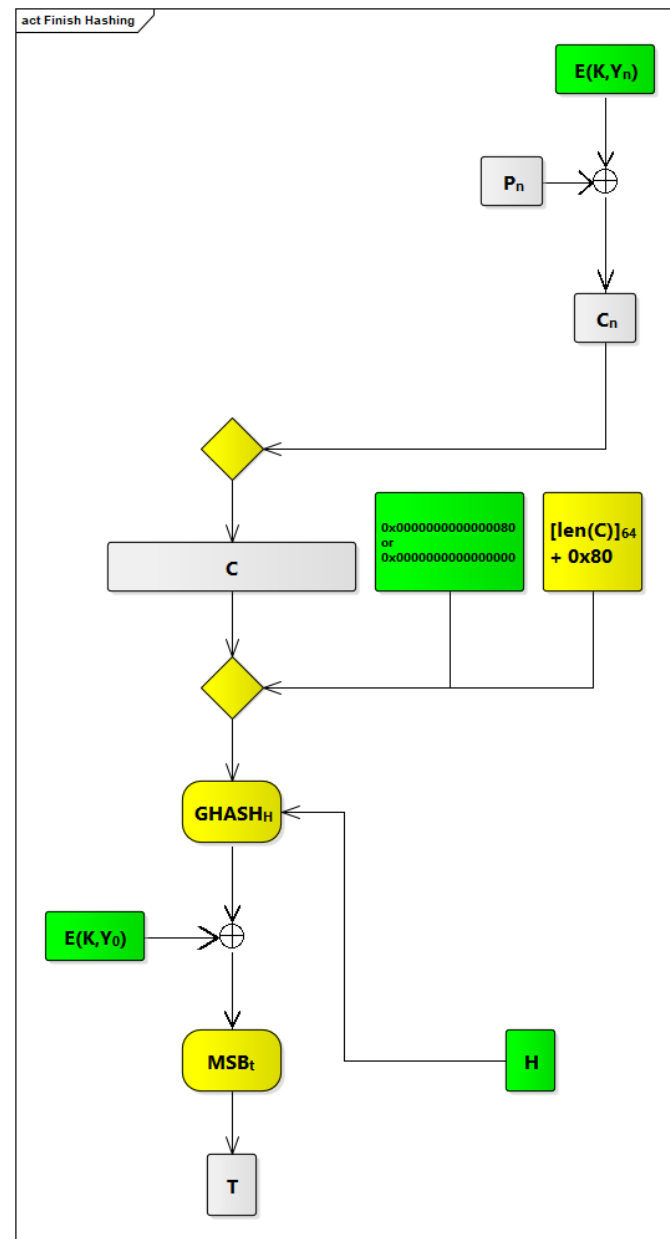 act Finish Hashing
E(K,Yₙ)
Pₙ
Cₙ
0x0000000000000080
or
0x0000000000000000
[len(C)]₆₄
+ 0x80
C
GHASHH
E(K,Y₀)
MSBₜ
H
T